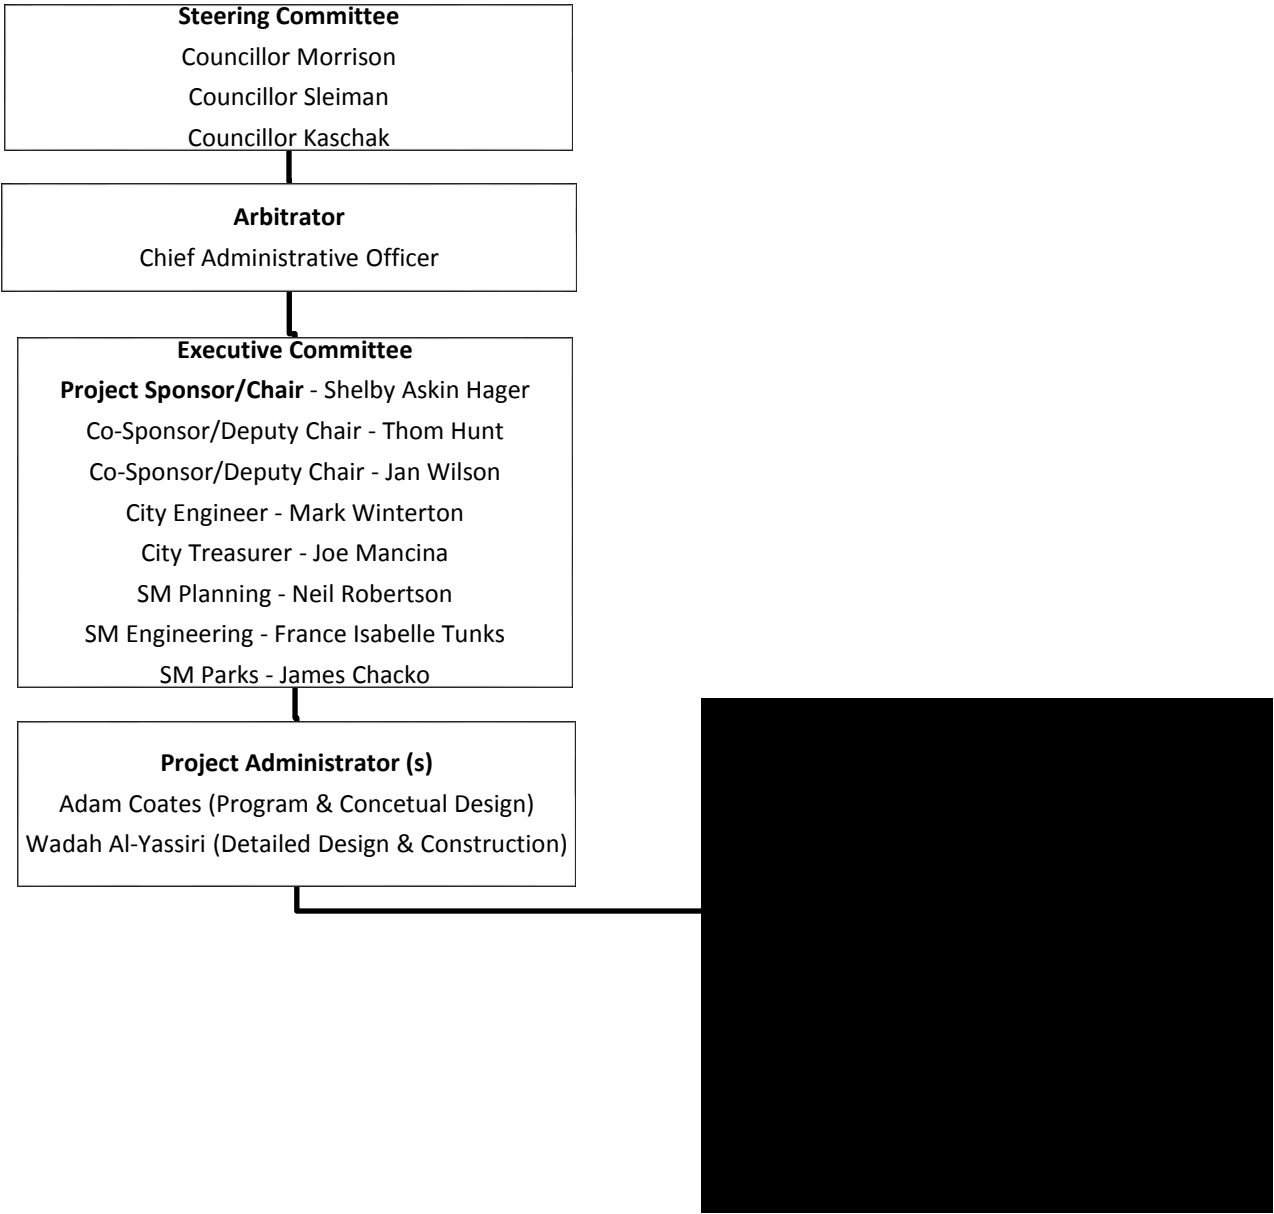 Steering Committee
Councillor Morrison
Councillor Sleiman
Councillor Kaschak
Arbitrator
Chief Administrative Officer
Executive Committee
Project Sponsor/Chair - Shelby Askin Hager
Co-Sponsor/Deputy Chair - Thom Hunt
Co-Sponsor/Deputy Chair - Jan Wilson
City Engineer - Mark Winterton
City Treasurer - Joe Mancina
SM Planning - Neil Robertson
SM Engineering - France Isabelle Tunks
SM Parks - James Chacko
Project Administrator (s)
Adam Coates (Program & Concetual Design)
Wadah Al-Yassiri (Detailed Design & Construction)